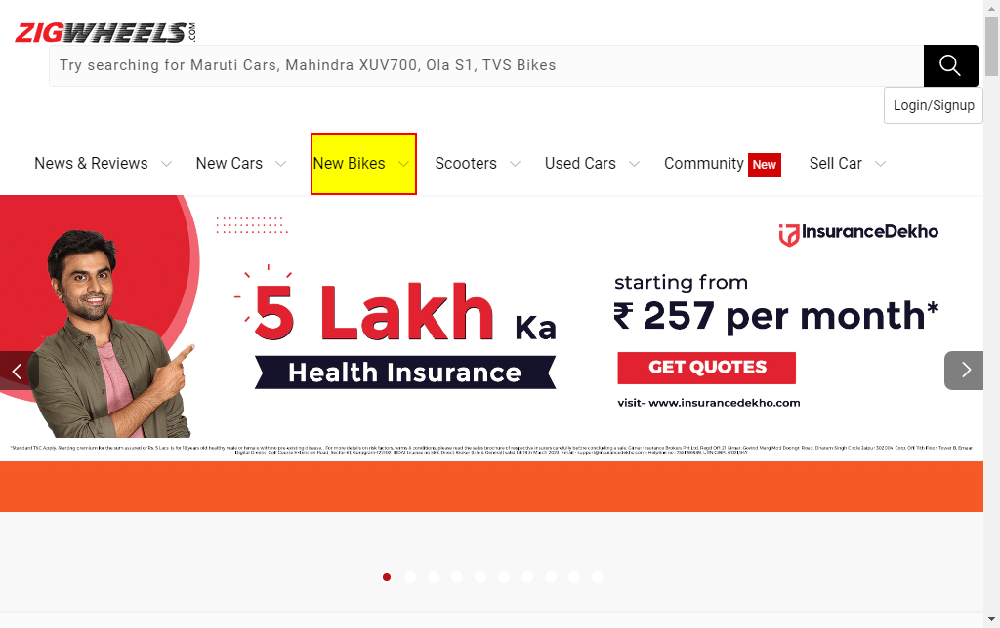 ZIGWHEELS.COM
Try searching for Maruti Cars, Mahindra XUV700, Ola S1, TVS Bikes
Login/Signup
News & Reviews
New Cars
New Bikes
Scooters
Used Cars
Community New
Sell Car
InsuranceDekho
5 Lakh Ka
Health Insurance
starting from
₹ 257 per month*
GET QUOTES
visit- www.insurancedekho.com